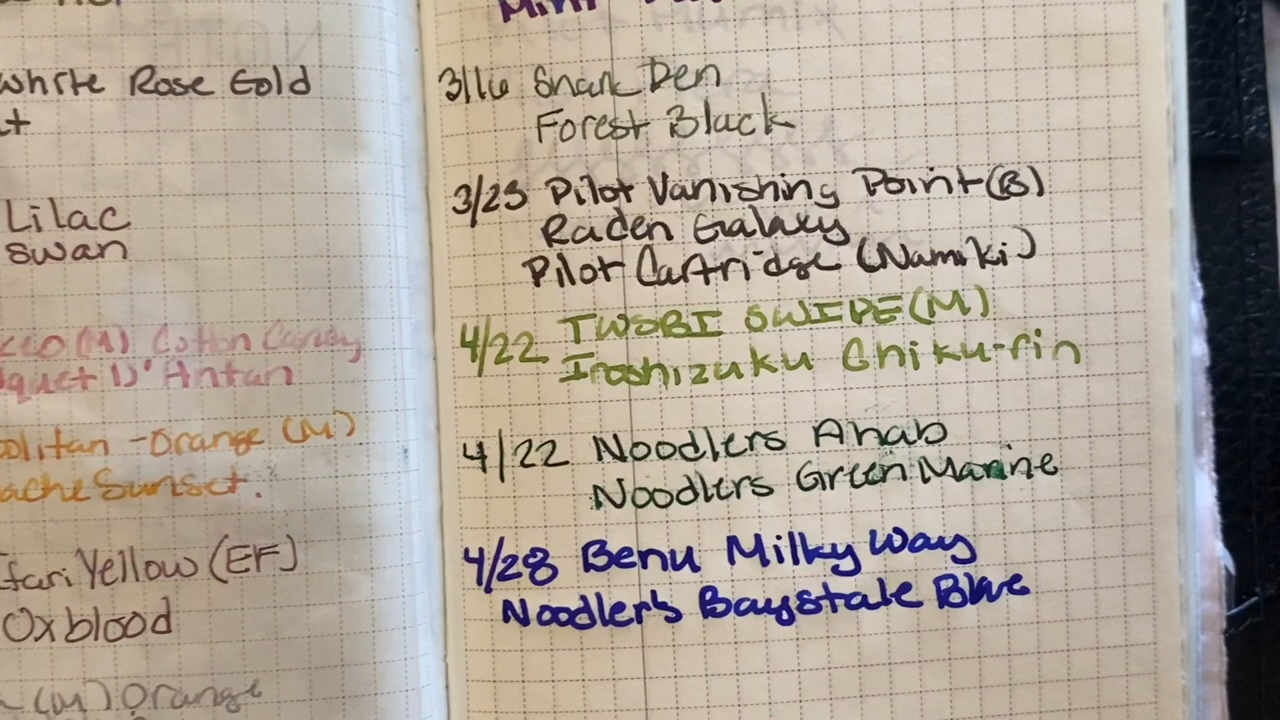 White Rose Gold
Lilac
Swan
Cotton Candy
D'Antan
-Orange (M)
Sunset.
Yellow (EF)
Oxblood
(M) Orange
3/16 Shark Den
Forest Black
3/23 Pilot Vanishing Point (B)
Raden Galaxy
Pilot Cartridge (Namiki)
4/22 TWSBI SWIPE (M)
Iroshizuku Chiku-rin
4/22 Noodlers Ahab
Noodlers Green Marine
4/28 Benu Milky Way
Noodler's Baystate Blue